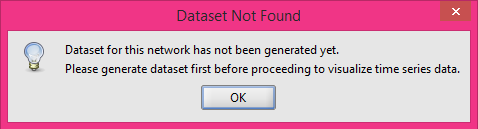 Dataset Not Found
Dataset for this network has not been generated yet.
Please generate dataset first before proceeding to visualize time series data.
OK